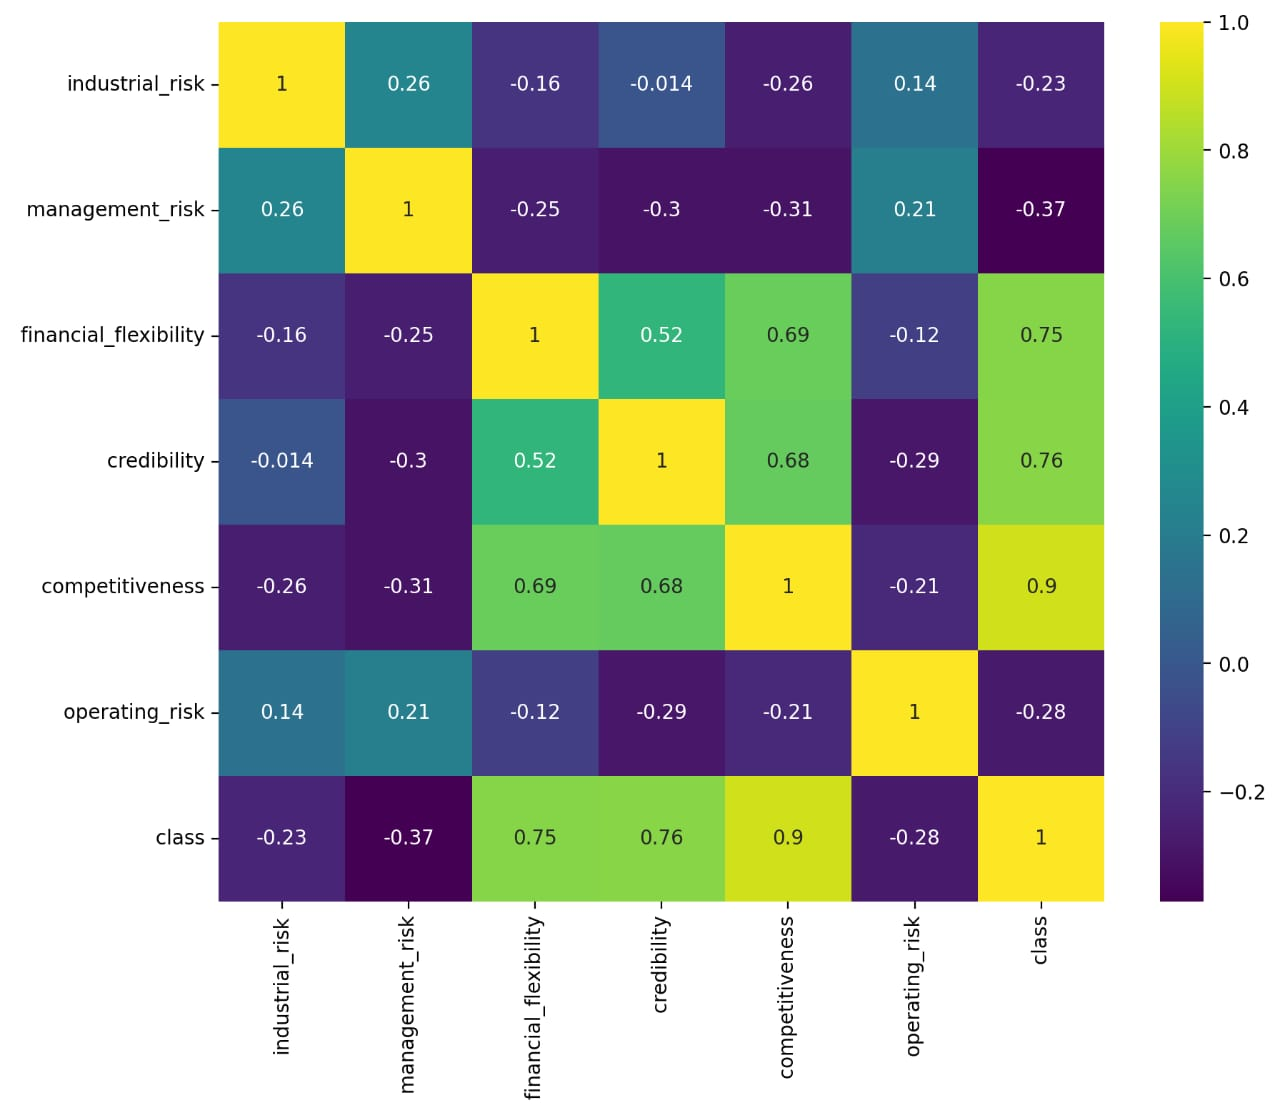 industrial_risk 1 0.26 -0.16 -0.014 -0.26 0.14 -0.23
management_risk 0.26 1 -0.25 -0.3 -0.31 0.21 -0.37
financial_flexibility -0.16 -0.25 1 0.52 0.69 -0.12 0.75
credibility -0.014 -0.3 0.52 1 0.68 -0.29 0.76
competitiveness -0.26 -0.31 0.69 0.68 1 -0.21 0.9
operating_risk 0.14 0.21 -0.12 -0.29 -0.21 1 -0.28
class -0.23 -0.37 0.75 0.76 0.9 -0.28 1
industrial_risk
management_risk
financial_flexibility
credibility
competitiveness
operating_risk
class
1.0
0.8
0.6
0.4
0.2
0.0
−0.2